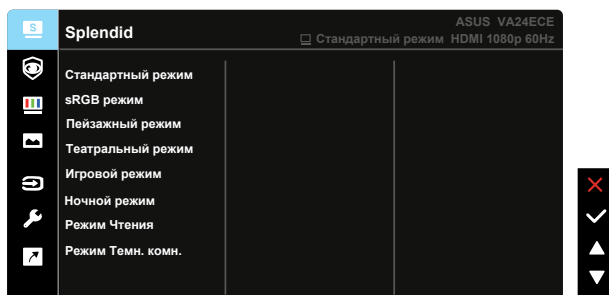 S
Splendid
ASUS VA24ECE
Стандартный режим HDMI 1080p 60Hz
Стандартный режим
sRGB режим
Пейзажный режим
Театральный режим
Игровой режим
Ночной режим
Режим Чтения
Режим Темн. комн.